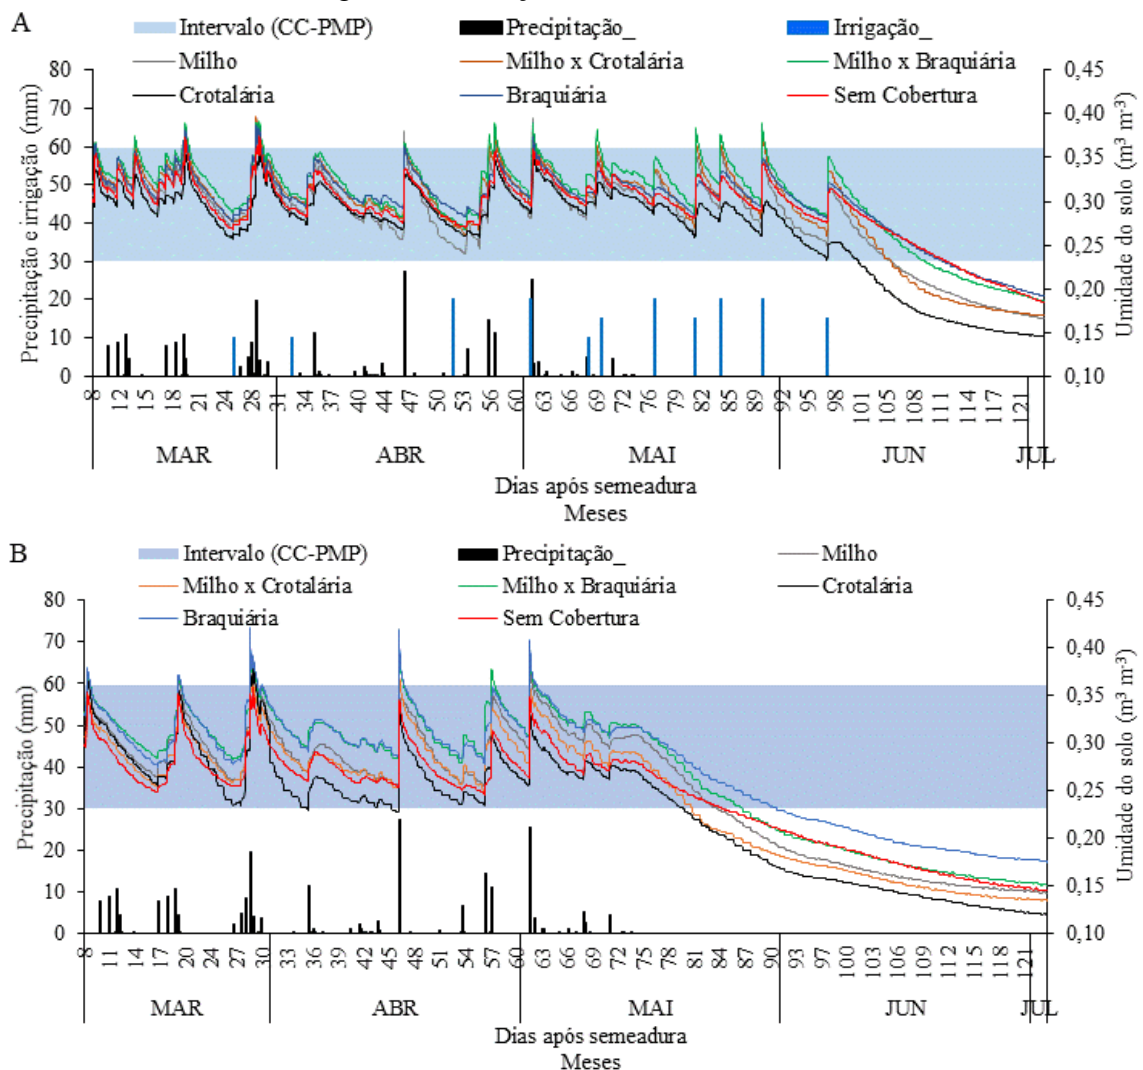 A
Intervalo (CC-PMP) Precipitação_ Irrigação_
Milho Milho x Crotalária Milho x Braquiária
Crotalária Braquiária Sem Cobertura
Precipitação e irrigação (mm)
80
70
60
50
40
30
20
10
0
0,45
0,40
0,35
0,30
0,25
0,20
0,15
0,10
Umidade do solo (m³ m⁻³)
8 12 15 18 21 24 28 31 34 37 40 44 47 50 53 56 60 63 66 69 72 76 79 82 85 89 92 95 98 101 105 108 111 114 117 121
MAR ABR MAI JUN JUL
Dias após semeadura
Meses
B
Intervalo (CC-PMP) Precipitação_ Milho
Milho x Crotalária Milho x Braquiária Crotalária
Braquiária Sem Cobertura
Precipitação (mm)
80
70
60
50
40
30
20
10
0
0,45
0,40
0,35
0,30
0,25
0,20
0,15
0,10
Umidade do solo (m³ m⁻³)
8 11 14 17 20 24 27 30 33 36 39 42 45 48 51 54 57 60 63 66 69 72 75 78 81 84 87 90 93 97 100 103 106 109 112 115 118 121
MAR ABR MAI JUN JUL
Dias após semeadura
Meses